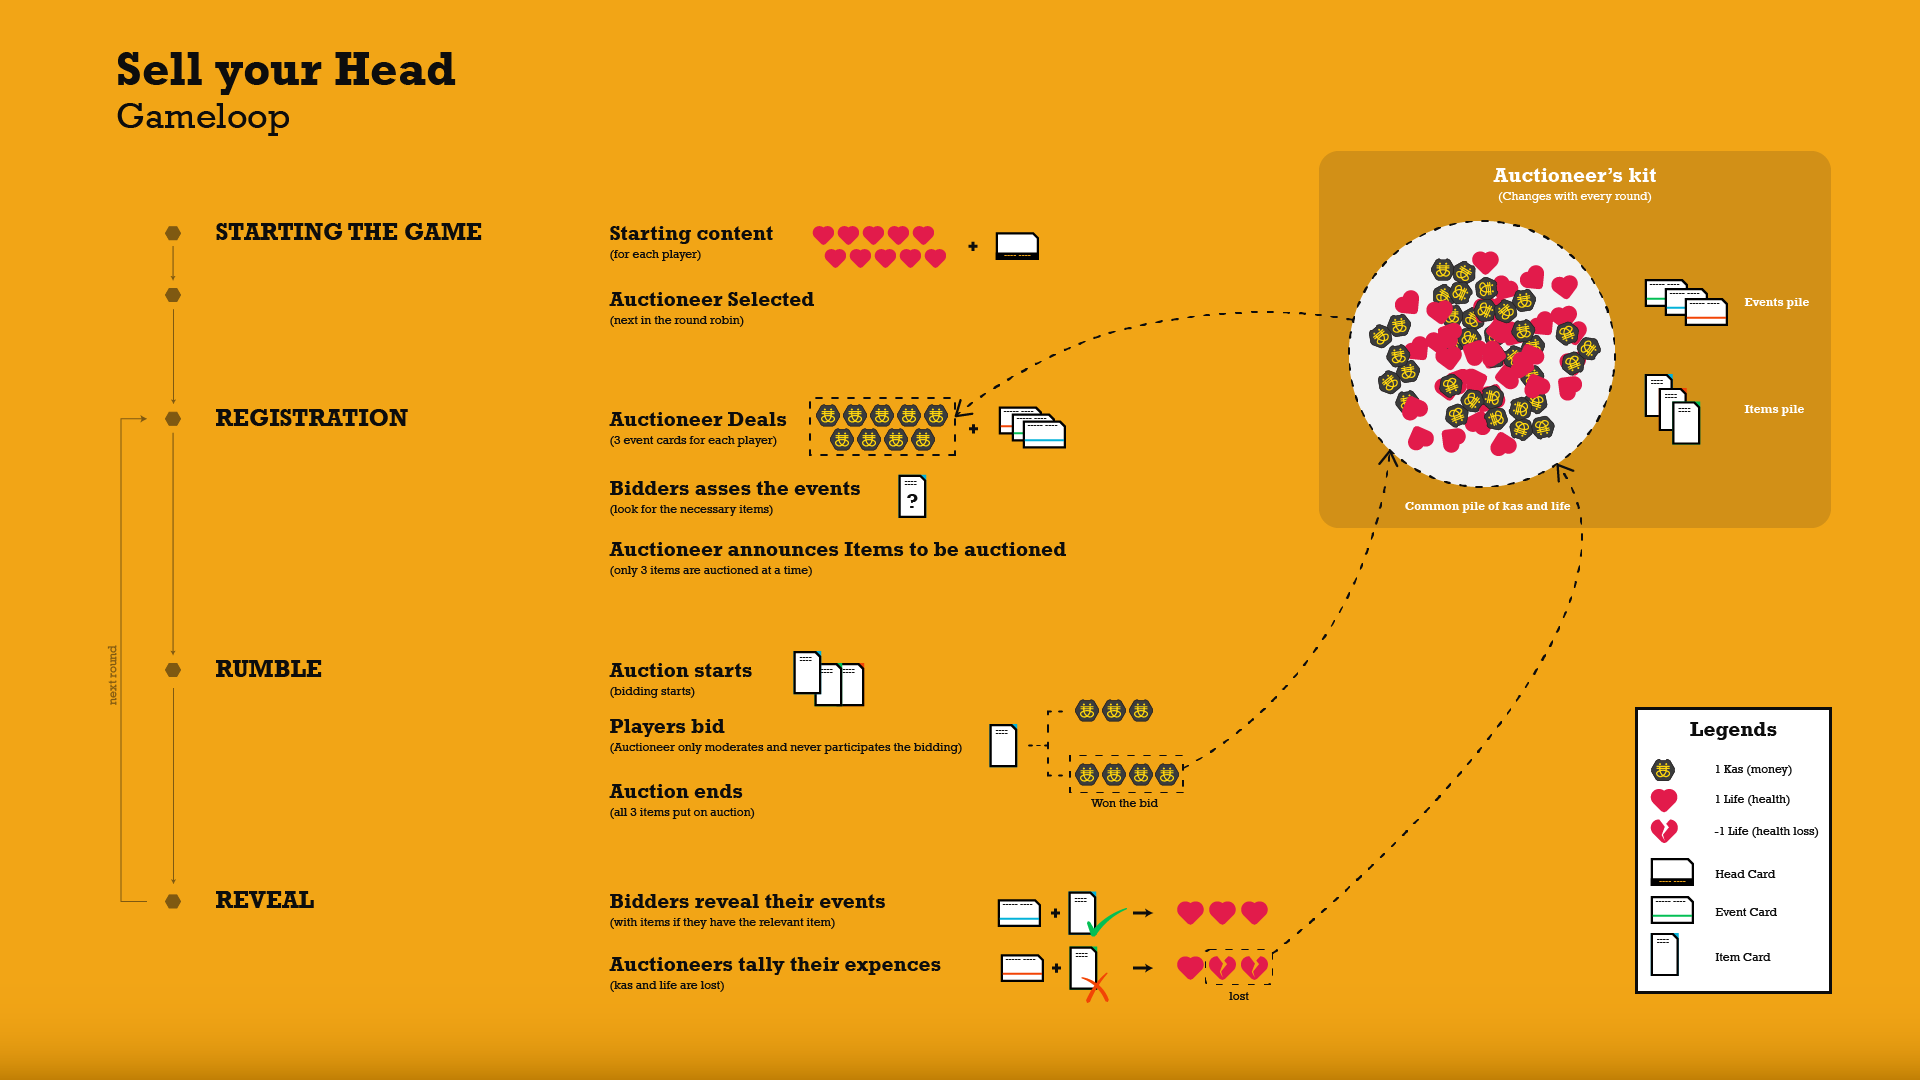 Sell your Head
Gameloop
STARTING THE GAME
Starting content
(for each player)
Auctioneer Selected
(next in the round robin)
REGISTRATION
Auctioneer Deals
(3 event cards for each player)
Bidders asses the events
(look for the necessary items)
?
Auctioneer announces Items to be auctioned
(only 3 items are auctioned at a time)
RUMBLE
Auction starts
(bidding starts)
Players bid
(Auctioneer only moderates and never participates the bidding)
Won the bid
Auction ends
(all 3 items put on auction)
REVEAL
Bidders reveal their events
(with items if they have the relevant item)
Auctioneers tally their expences
(kas and life are lost)
lost
next round
Auctioneer's kit
(Changes with every round)
Events pile
Items pile
Common pile of kas and life
Legends
1 Kas (money)
1 Life (health)
-1 Life (health loss)
Head Card
Event Card
Item Card